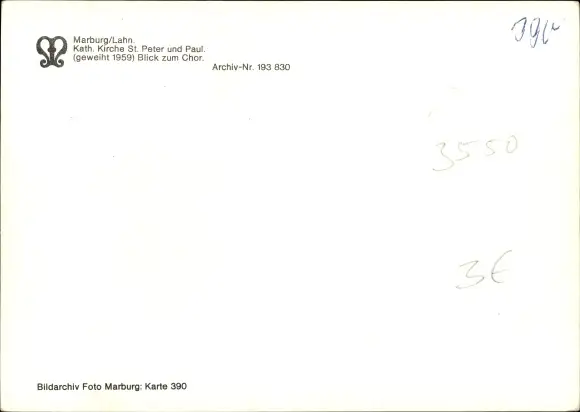 Marburg/Lahn.
Kath. Kirche St. Peter und Paul.
(geweiht 1959) Blick zum Chor.
Archiv-Nr. 193 830
3550
3€
Bildarchiv Foto Marburg: Karte 390